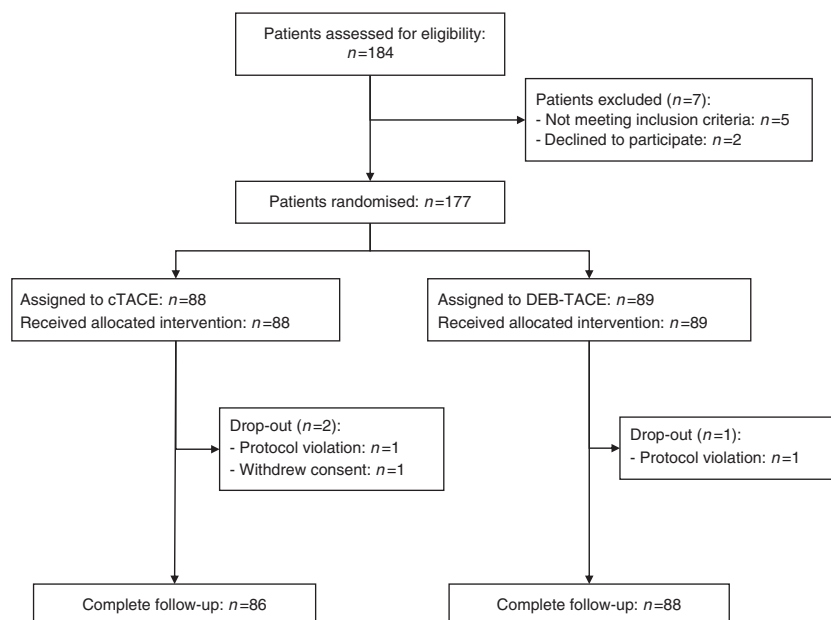 Patients assessed for eligibility:
n=184
Patients excluded (n=7):
- Not meeting inclusion criteria: n=5
- Declined to participate: n=2
Patients randomised: n=177
Assigned to cTACE: n=88
Received allocated intervention: n=88
Assigned to DEB-TACE: n=89
Received allocated intervention: n=89
Drop-out (n=2):
- Protocol violation: n=1
- Withdrew consent: n=1
Drop-out (n=1):
- Protocol violation: n=1
Complete follow-up: n=86
Complete follow-up: n=88